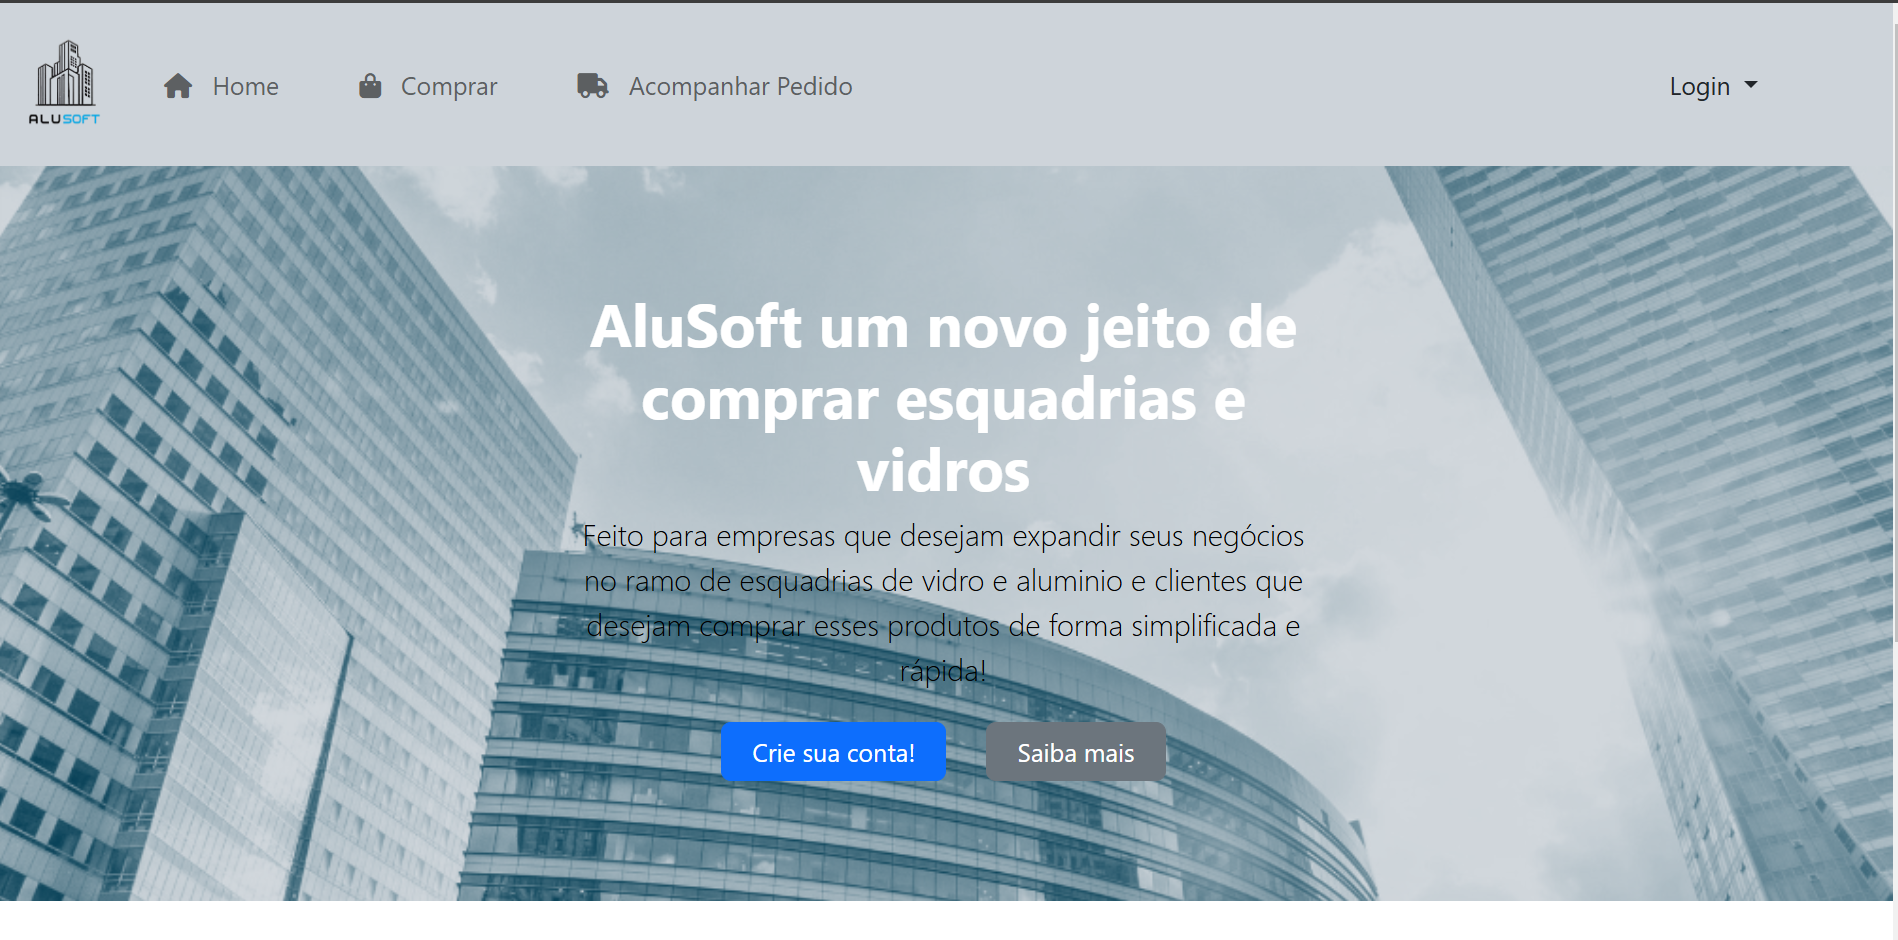 ALUSOFT
Home
Comprar
Acompanhar Pedido
Login
AluSoft um novo jeito de
comprar esquadrias e
vidros
Feito para empresas que desejam expandir seus negócios
no ramo de esquadrias de vidro e aluminio e clientes que
desejam comprar esses produtos de forma simplificada e
rápida!
Crie sua conta!
Saiba mais